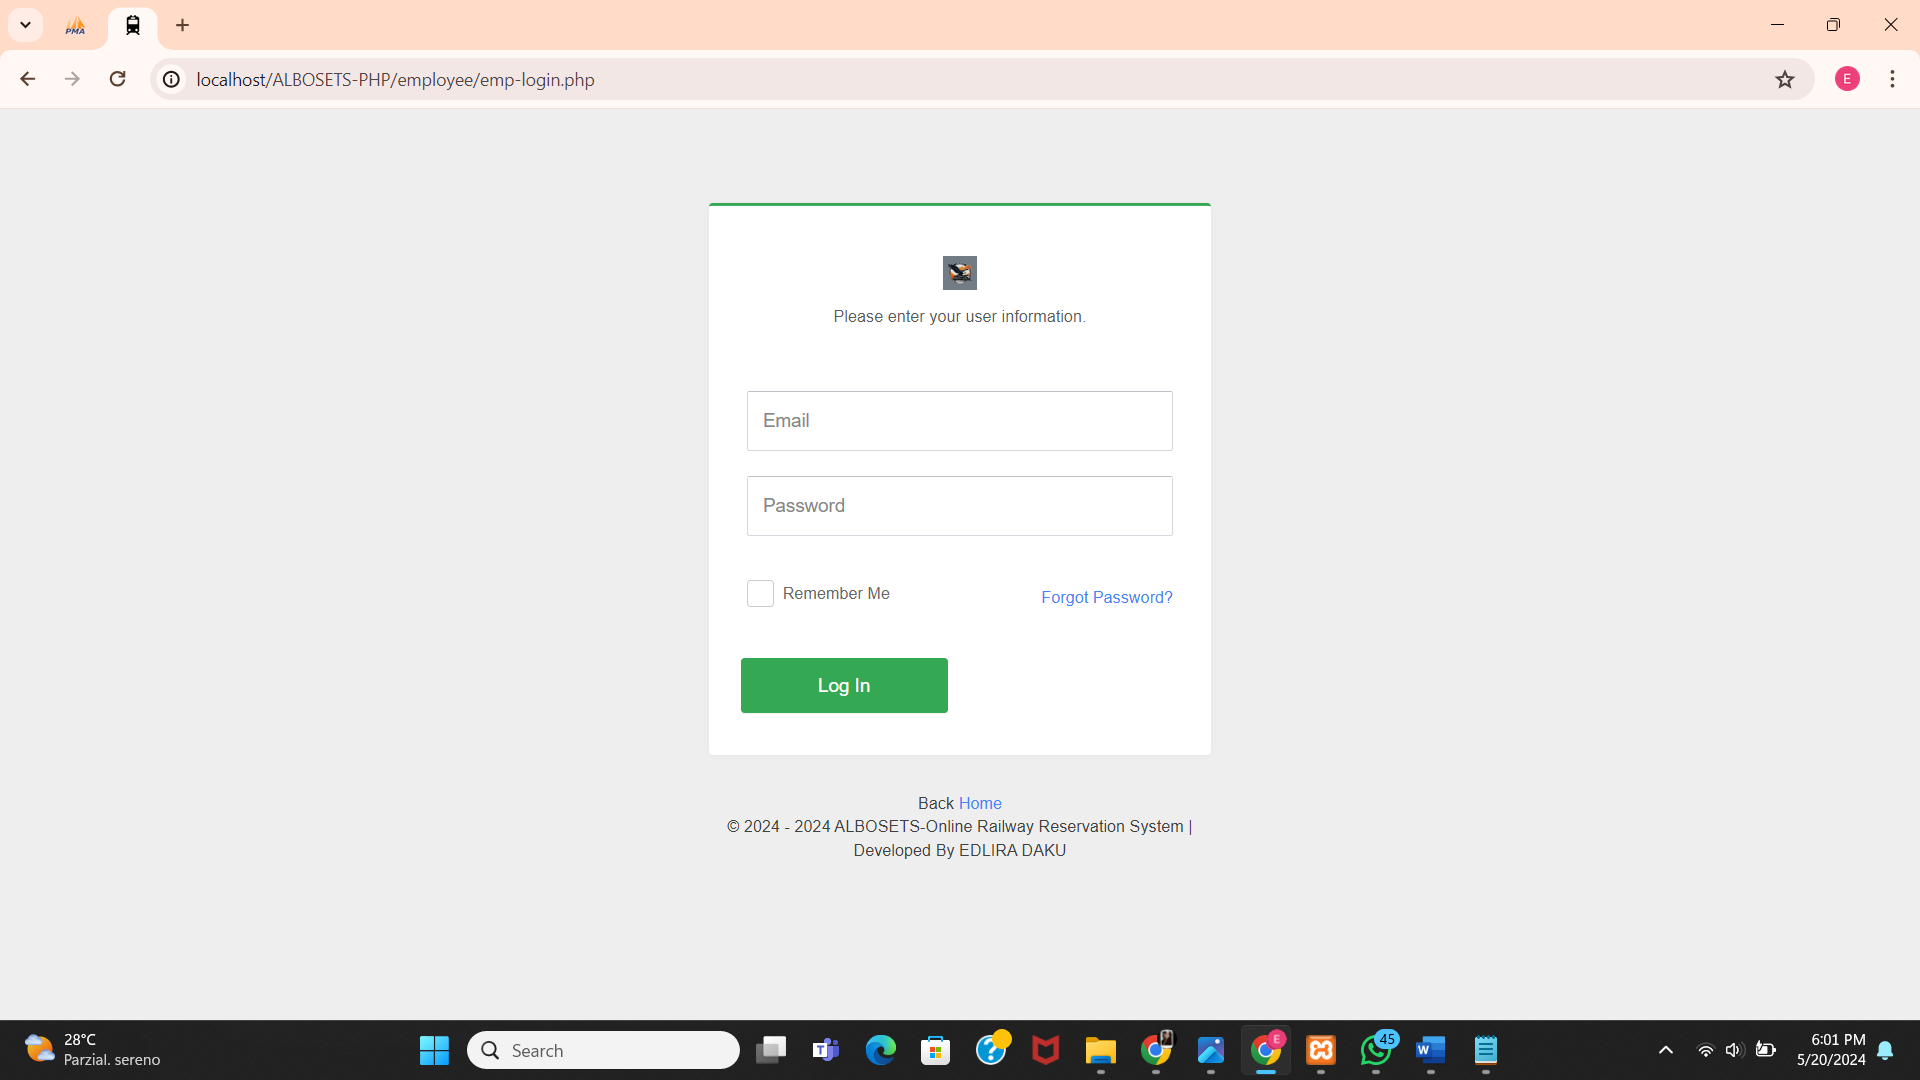 PMA
localhost/ALBOSETS-PHP/employee/emp-login.php
E
Please enter your user information.
Email
Password
Remember Me
Forgot Password?
Log In
Back Home
© 2024 - 2024 ALBOSETS-Online Railway Reservation System |
Developed By EDLIRA DAKU
28°C
Parzial. sereno
Search
T
E
45
W
6:01 PM
5/20/2024